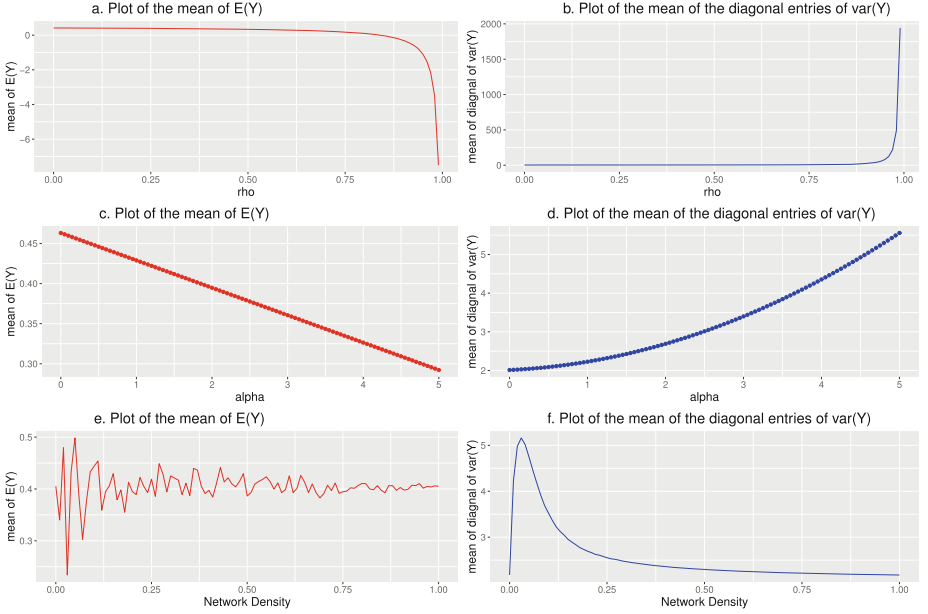 a. Plot of the mean of E(Y)
mean of E(Y)
0
−2
−4
−6
0.00 0.25 0.50 0.75 1.00
rho
b. Plot of the mean of the diagonal entries of var(Y)
mean of diagnal of var(Y)
2000
1500
1000
500
0
0.00 0.25 0.50 0.75 1.00
rho
c. Plot of the mean of E(Y)
mean of E(Y)
0.45
0.40
0.35
0.30
0 1 2 3 4 5
alpha
d. Plot of the mean of the diagonal entries of var(Y)
mean of diagnal of var(Y)
5
4
3
2
0 1 2 3 4 5
alpha
e. Plot of the mean of E(Y)
mean of E(Y)
0.5
0.4
0.3
0.00 0.25 0.50 0.75 1.00
Network Density
f. Plot of the mean of the diagonal entries of var(Y)
mean of diagnal of var(Y)
5
4
3
0.00 0.25 0.50 0.75 1.00
Network Density